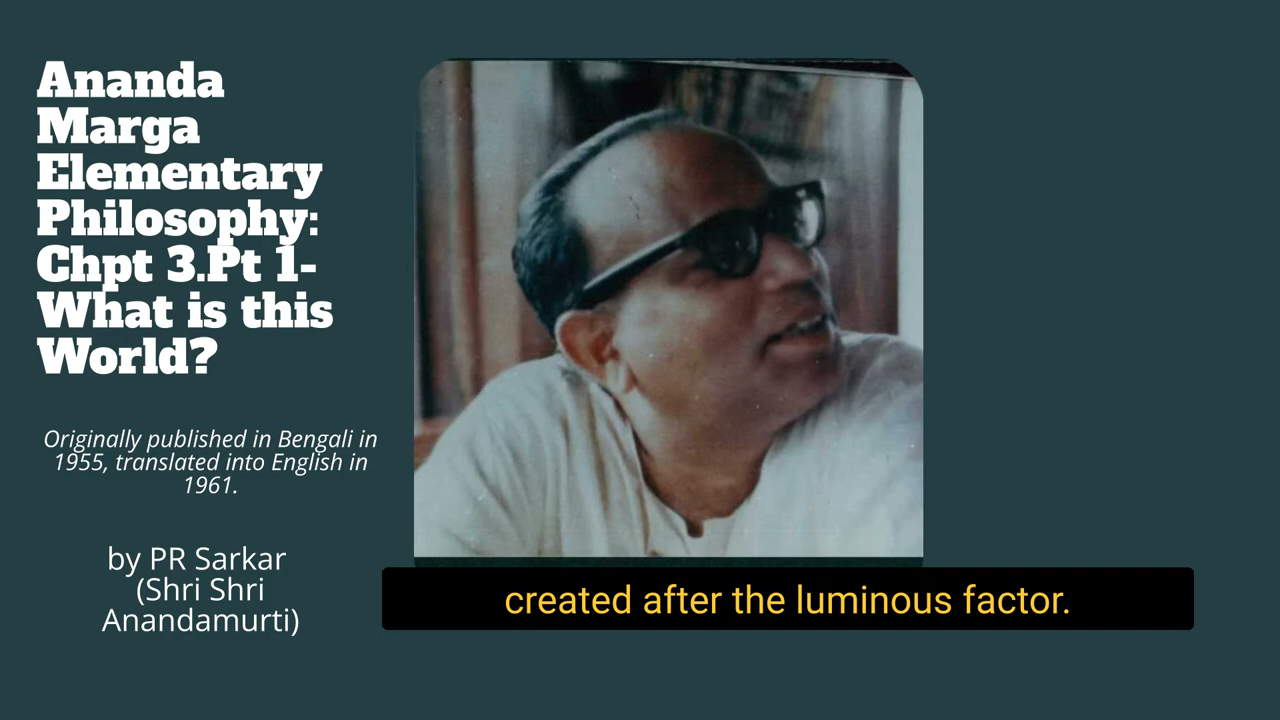 Ananda
Marga
Elementary
Philosophy:
Chpt 3.Pt 1-
What is this
World?
Originally published in Bengali in
1955, translated into English in
1961.
by PR Sarkar
(Shri Shri
Anandamurti)
created after the luminous factor.